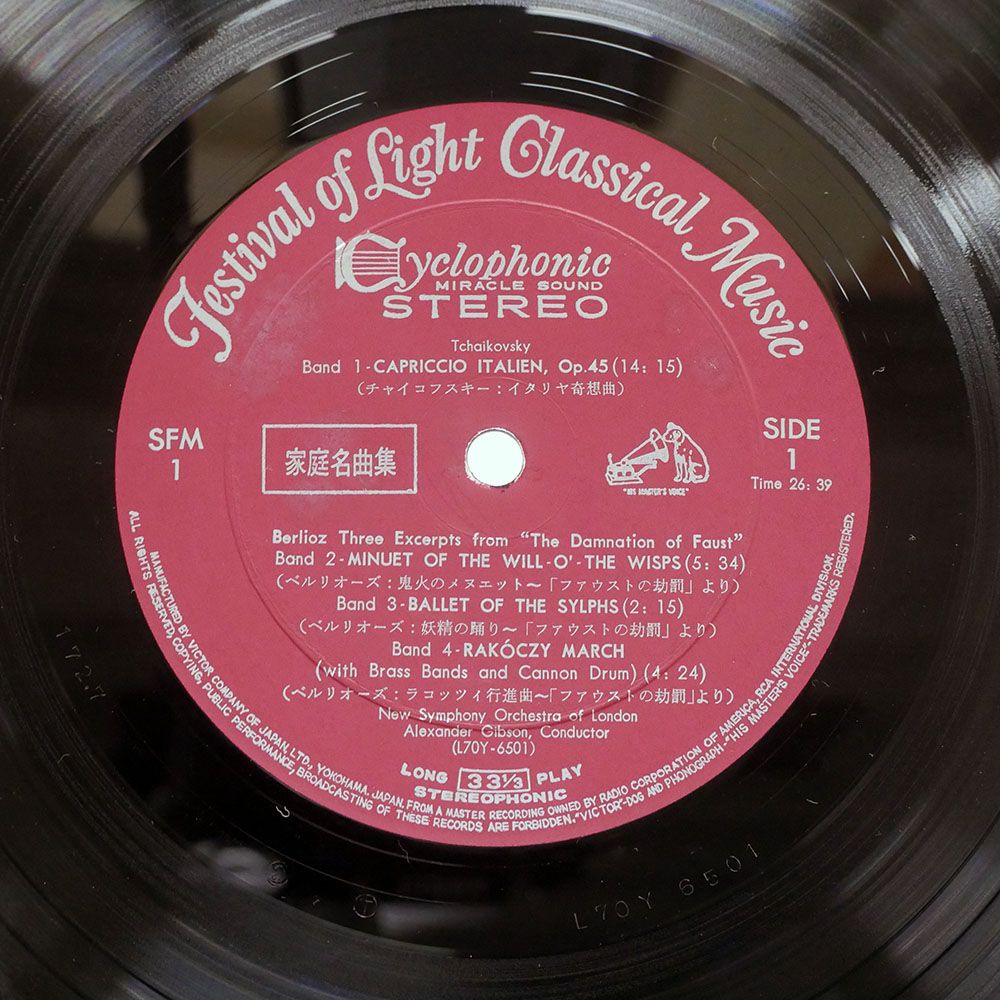 Festival of Light Classical Music
Cyclophonic
MIRACLE SOUND
STEREO
Tchaikovsky
Band 1-CAPRICCIO ITALIEN, Op.45 (14: 15)
(チャイコフスキー：イタリヤ奇想曲)
SFM
1
家庭名曲集
"HIS MASTER'S VOICE"
SIDE
1
Time 26: 39
Berlioz Three Excerpts from "The Damnation of Faust"
Band 2-MINUET OF THE WILL-O'-THE WISPS (5: 34)
(ベルリオーズ：鬼火のメヌエット〜「ファウストの劫罰」より)
Band 3-BALLET OF THE SYLPHS (2: 15)
(ベルリオーズ：妖精の踊り〜「ファウストの劫罰」より)
Band 4-RAKÓCZY MARCH
(with Brass Bands and Cannon Drum) (4: 24)
(ベルリオーズ：ラコッツィ行進曲〜「ファウストの劫罰」より)
New Symphony Orchestra of London
Alexander Gibson, Conductor
(L70Y-6501)
LONG 33⅓ PLAY
STEREOPHONIC
MANUFACTURED BY VICTOR COMPANY OF JAPAN, LTD., YOKOHAMA, JAPAN. FROM A MASTER RECORDING OWNED BY RADIO CORPORATION OF AMERICA, RCA INTERNATIONAL DIVISION.
ALL RIGHTS RESERVED, COPYING, PUBLIC PERFORMANCE, BROADCASTING OF THESE RECORDS ARE FORBIDDEN. "VICTOR"-DOG AND PHONOGRAPH-"HIS MASTER'S VOICE"-TRADEMARKS REGISTERED.
1727
L70Y 6501